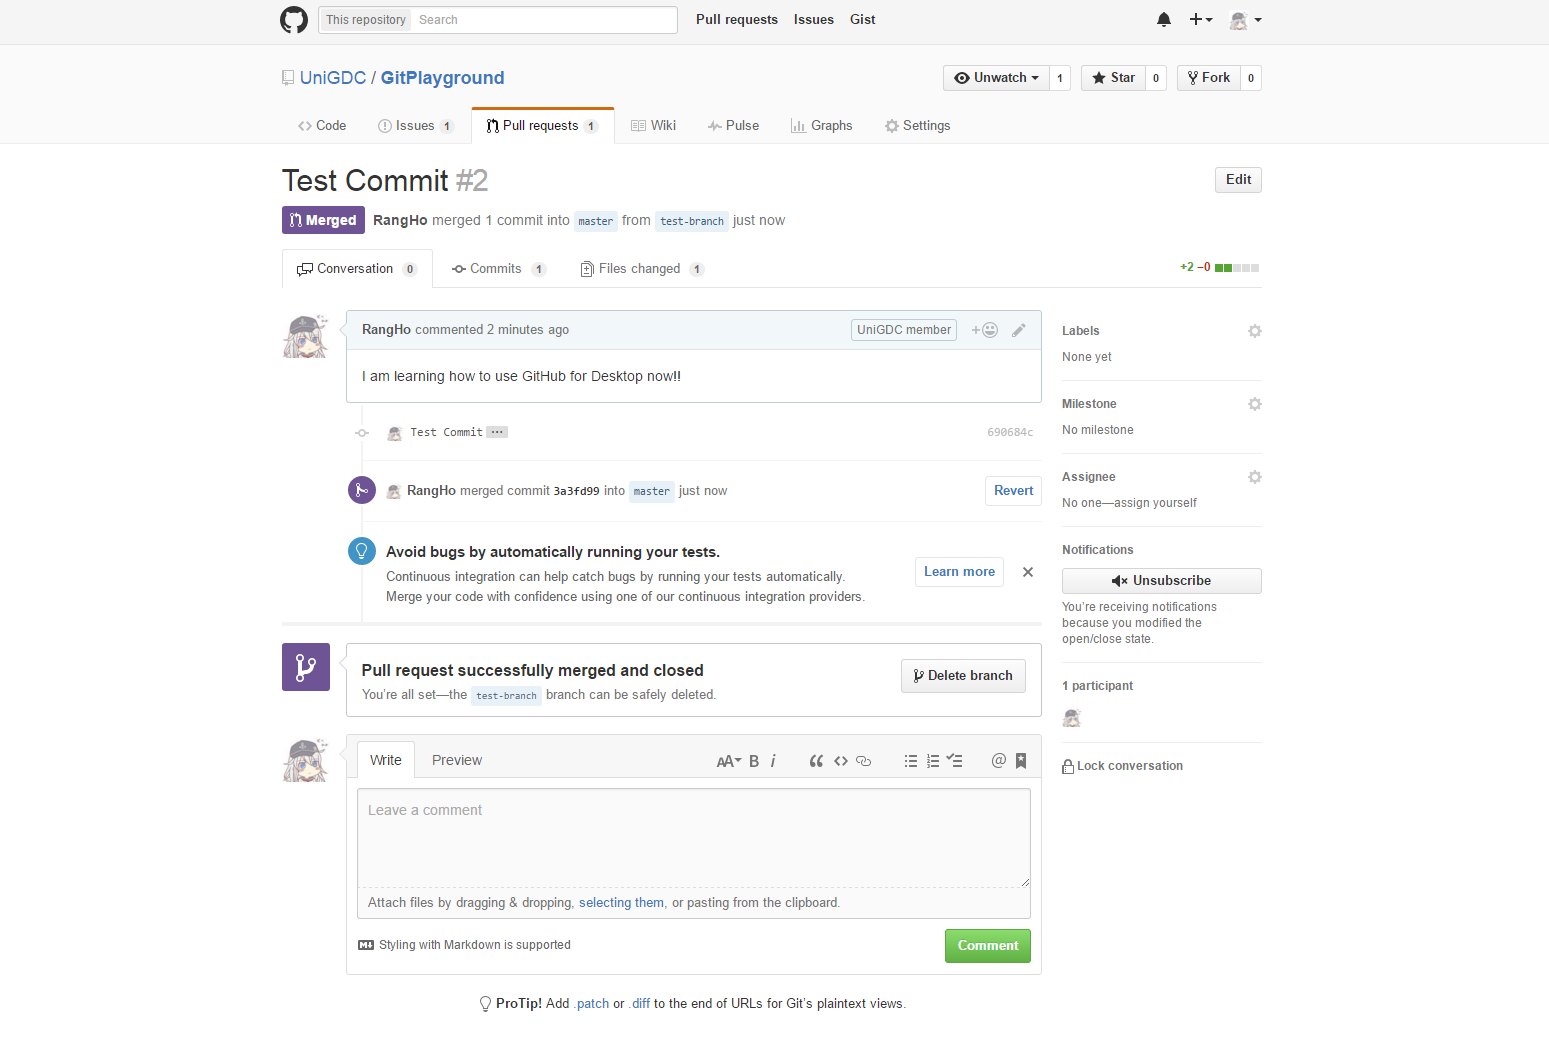 This repository Search Pull requests Issues Gist
UniGDC / GitPlayground Unwatch 1 Star 0 Fork 0
Code Issues 1 Pull requests 1 Wiki Pulse Graphs Settings
Test Commit #2 Edit
Merged RangHo merged 1 commit into master from test-branch just now
Conversation 0 Commits 1 Files changed 1 +2 −0
RangHo commented 2 minutes ago UniGDC member
I am learning how to use GitHub for Desktop now!!
Test Commit ... 690684c
RangHo merged commit 3a3fd99 into master just now Revert
Avoid bugs by automatically running your tests.
Continuous integration can help catch bugs by running your tests automatically.
Merge your code with confidence using one of our continuous integration providers.
Learn more
Pull request successfully merged and closed
You're all set—the test-branch branch can be safely deleted.
Delete branch
Write Preview AA B i @
Leave a comment
Attach files by dragging & dropping, selecting them, or pasting from the clipboard.
Styling with Markdown is supported Comment
ProTip! Add .patch or .diff to the end of URLs for Git's plaintext views.
Labels
None yet
Milestone
No milestone
Assignee
No one—assign yourself
Notifications
Unsubscribe
You're receiving notifications
because you modified the
open/close state.
1 participant
Lock conversation